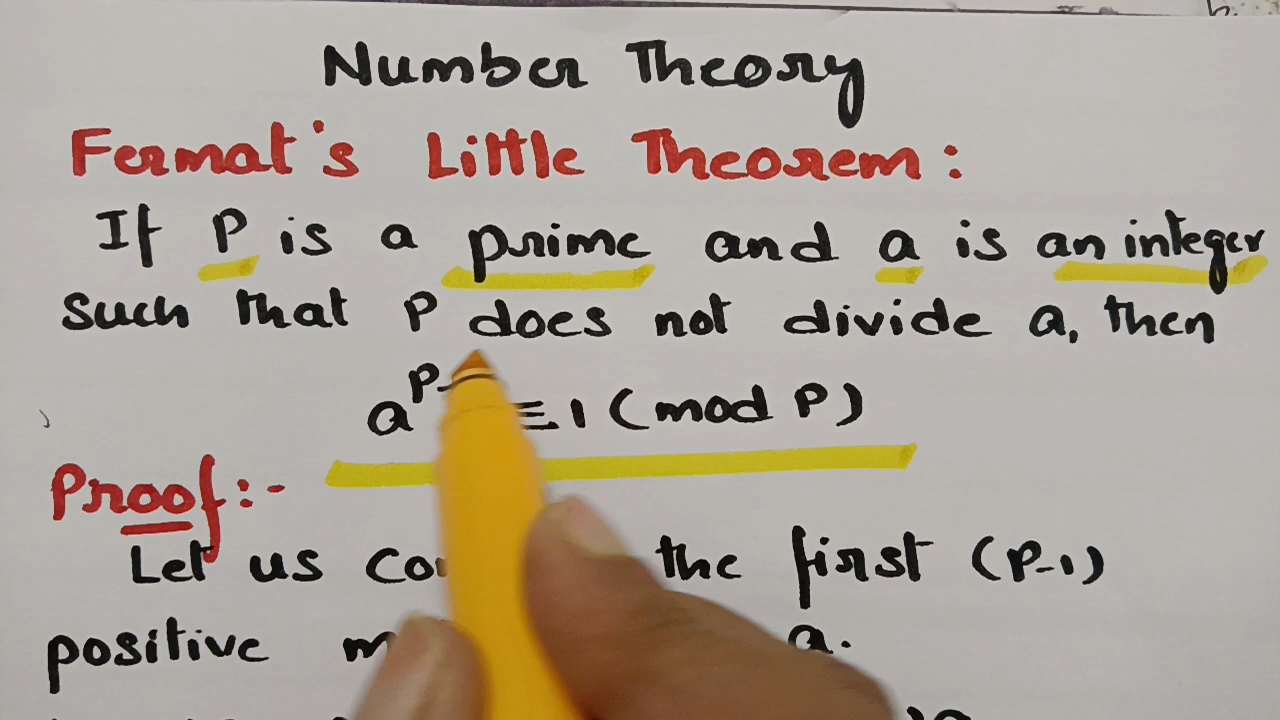 Number Theory
Fermat's Little Theorem:
If P is a prime and a is an integer
such that P does not divide a, then
a^P- ≡ 1 (mod P)
Proof:-
Let us the first (P-1)
positive a.